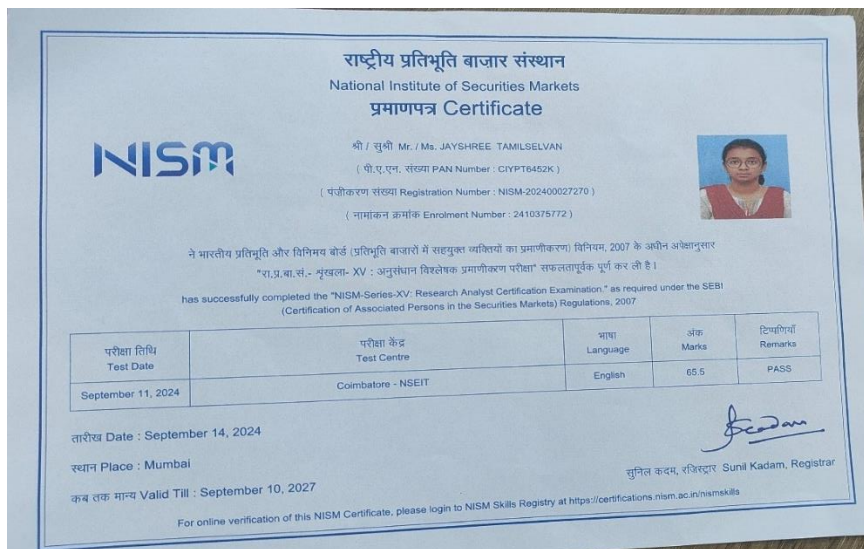 राष्ट्रीय प्रतिभूति बाज़ार संस्थान
National Institute of Securities Markets
प्रमाणपत्र Certificate
NISM
श्री / सुश्री Mr. / Ms. JAYSHREE TAMILSELVAN
( पी.ए.एन. संख्या PAN Number : CIYPT6452K )
( पंजीकरण संख्या Registration Number : NISM-202400027270 )
( नामांकन क्रमांक Enrolment Number : 2410375772 )
ने भारतीय प्रतिभूति और विनिमय बोर्ड (प्रतिभूति बाजारों में सहयुक्त व्यक्तियों का प्रमाणीकरण) विनियम, 2007 के अधीन अपेक्षानुसार
"रा.प्र.बा.सं.- शृंखला- XV : अनुसंधान विश्लेषक प्रमाणीकरण परीक्षा" सफलतापूर्वक पूर्ण कर ली है।
has successfully completed the "NISM-Series-XV: Research Analyst Certification Examination." as required under the SEBI
(Certification of Associated Persons in the Securities Markets) Regulations, 2007
परीक्षा तिथि परीक्षा केंद्र भाषा अंक टिप्पणियाँ
Test Date Test Centre Language Marks Remarks
September 11, 2024 Coimbatore - NSEIT English 65.5 PASS
तारीख Date : September 14, 2024
स्थान Place : Mumbai
कब तक मान्य Valid Till : September 10, 2027
सुनिल कदम, रजिस्ट्रार Sunil Kadam, Registrar
For online verification of this NISM Certificate, please login to NISM Skills Registry at https://certifications.nism.ac.in/nismskills